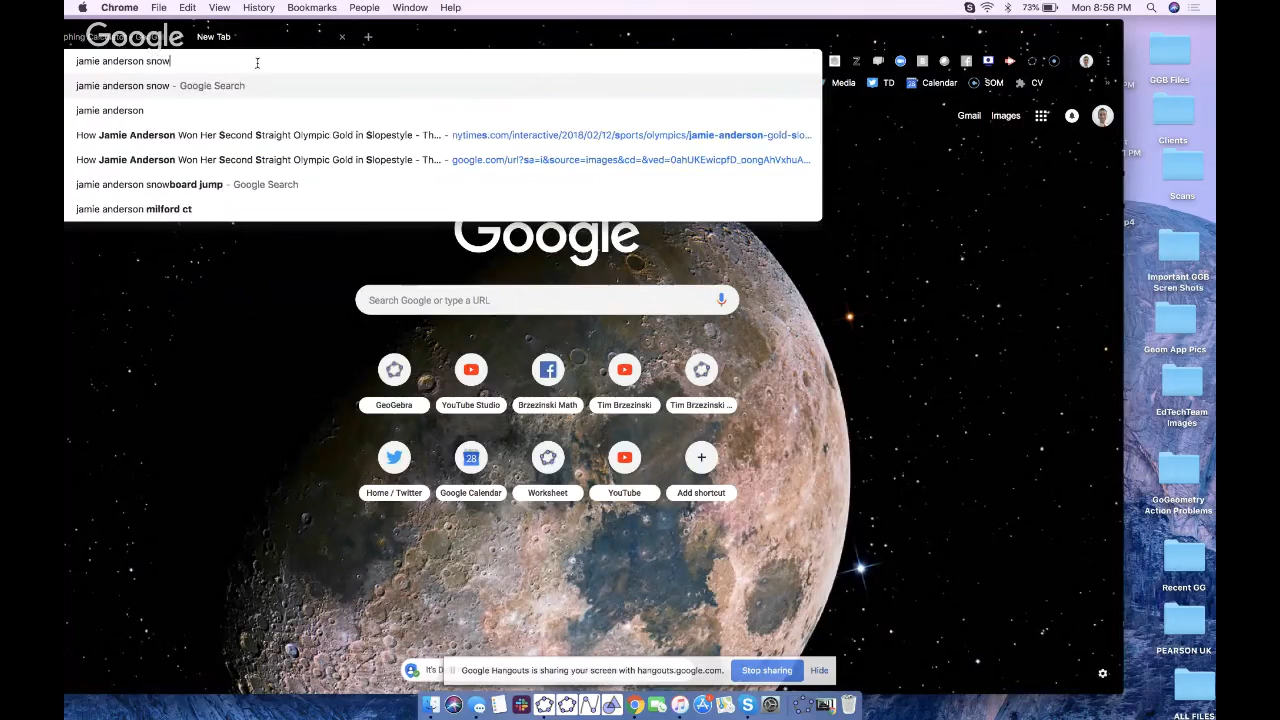 Chrome File Edit View History Bookmarks People Window Help
73% Mon 8:56 PM
Google
New Tab
jamie anderson snow
jamie anderson snow - Google Search
jamie anderson
How Jamie Anderson Won Her Second Straight Olympic Gold in Slopestyle - Th... - nytimes.com/interactive/2018/02/12/sports/olympics/jamie-anderson-gold-slo...
How Jamie Anderson Won Her Second Straight Olympic Gold in Slopestyle - Th... - google.com/url?sa=i&source=images&cd=&ved=0ahUKEwicpfD_oongAhVxhuA...
jamie anderson snowboard jump - Google Search
jamie anderson milford ct
Media TD Calendar SOM CV
Gmail Images
Google
Search Google or type a URL
GeoGebra YouTube Studio Brzezinski Math Tim Brzezinski Tim Brzezinski ...
28
Home / Twitter Google Calendar Worksheet YouTube Add shortcut
It's D
Google Hangouts is sharing your screen with hangouts.google.com. Stop sharing Hide
GGB Files
Clients
Scans
Important GGB
Scren Shots
Geom App Pics
EdTechTeam
Images
GoGeometry
Action Problems
Recent GG
PEARSON UK
ALL FILES